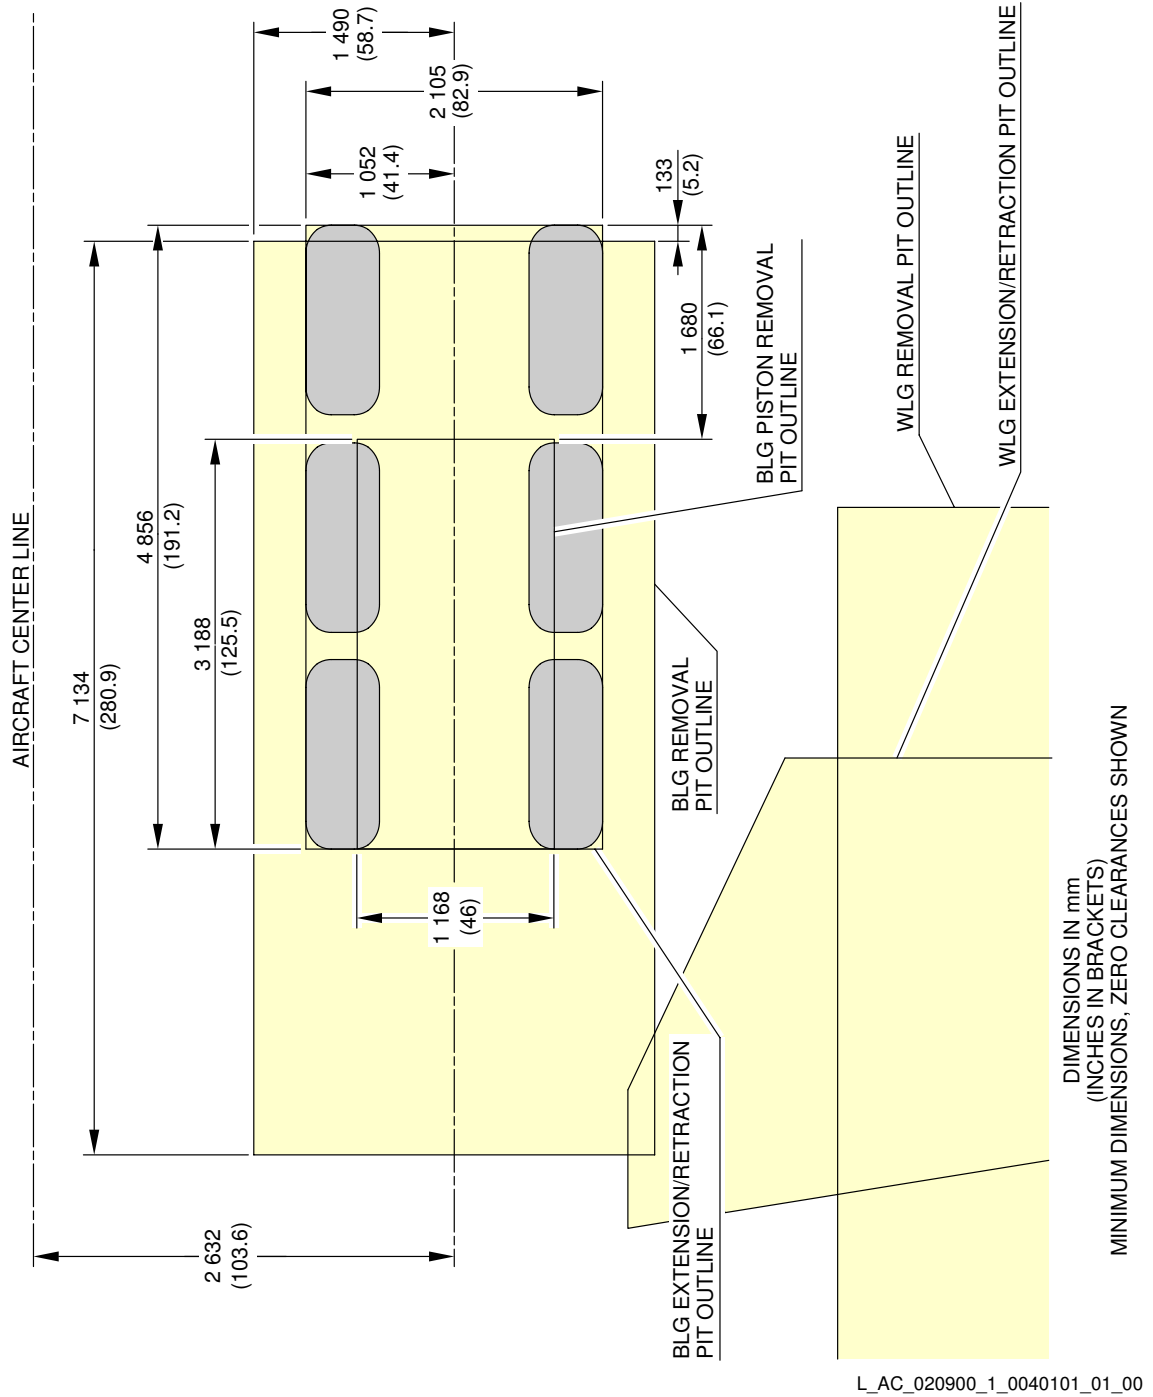 AIRCRAFT CENTER LINE
7 134
(280.9)
4 856
(191.2)
3 188
(125.5)
2 632
(103.6)
1 490
(58.7)
2 105
(82.9)
1 052
(41.4)
133
(5.2)
1 680
(66.1)
1 168
(46)
BLG PISTON REMOVAL
PIT OUTLINE
BLG REMOVAL
PIT OUTLINE
BLG EXTENSION/RETRACTION
PIT OUTLINE
WLG REMOVAL PIT OUTLINE
WLG EXTENSION/RETRACTION PIT OUTLINE
DIMENSIONS IN mm
(INCHES IN BRACKETS)
MINIMUM DIMENSIONS, ZERO CLEARANCES SHOWN
L_AC_020900_1_0040101_01_00